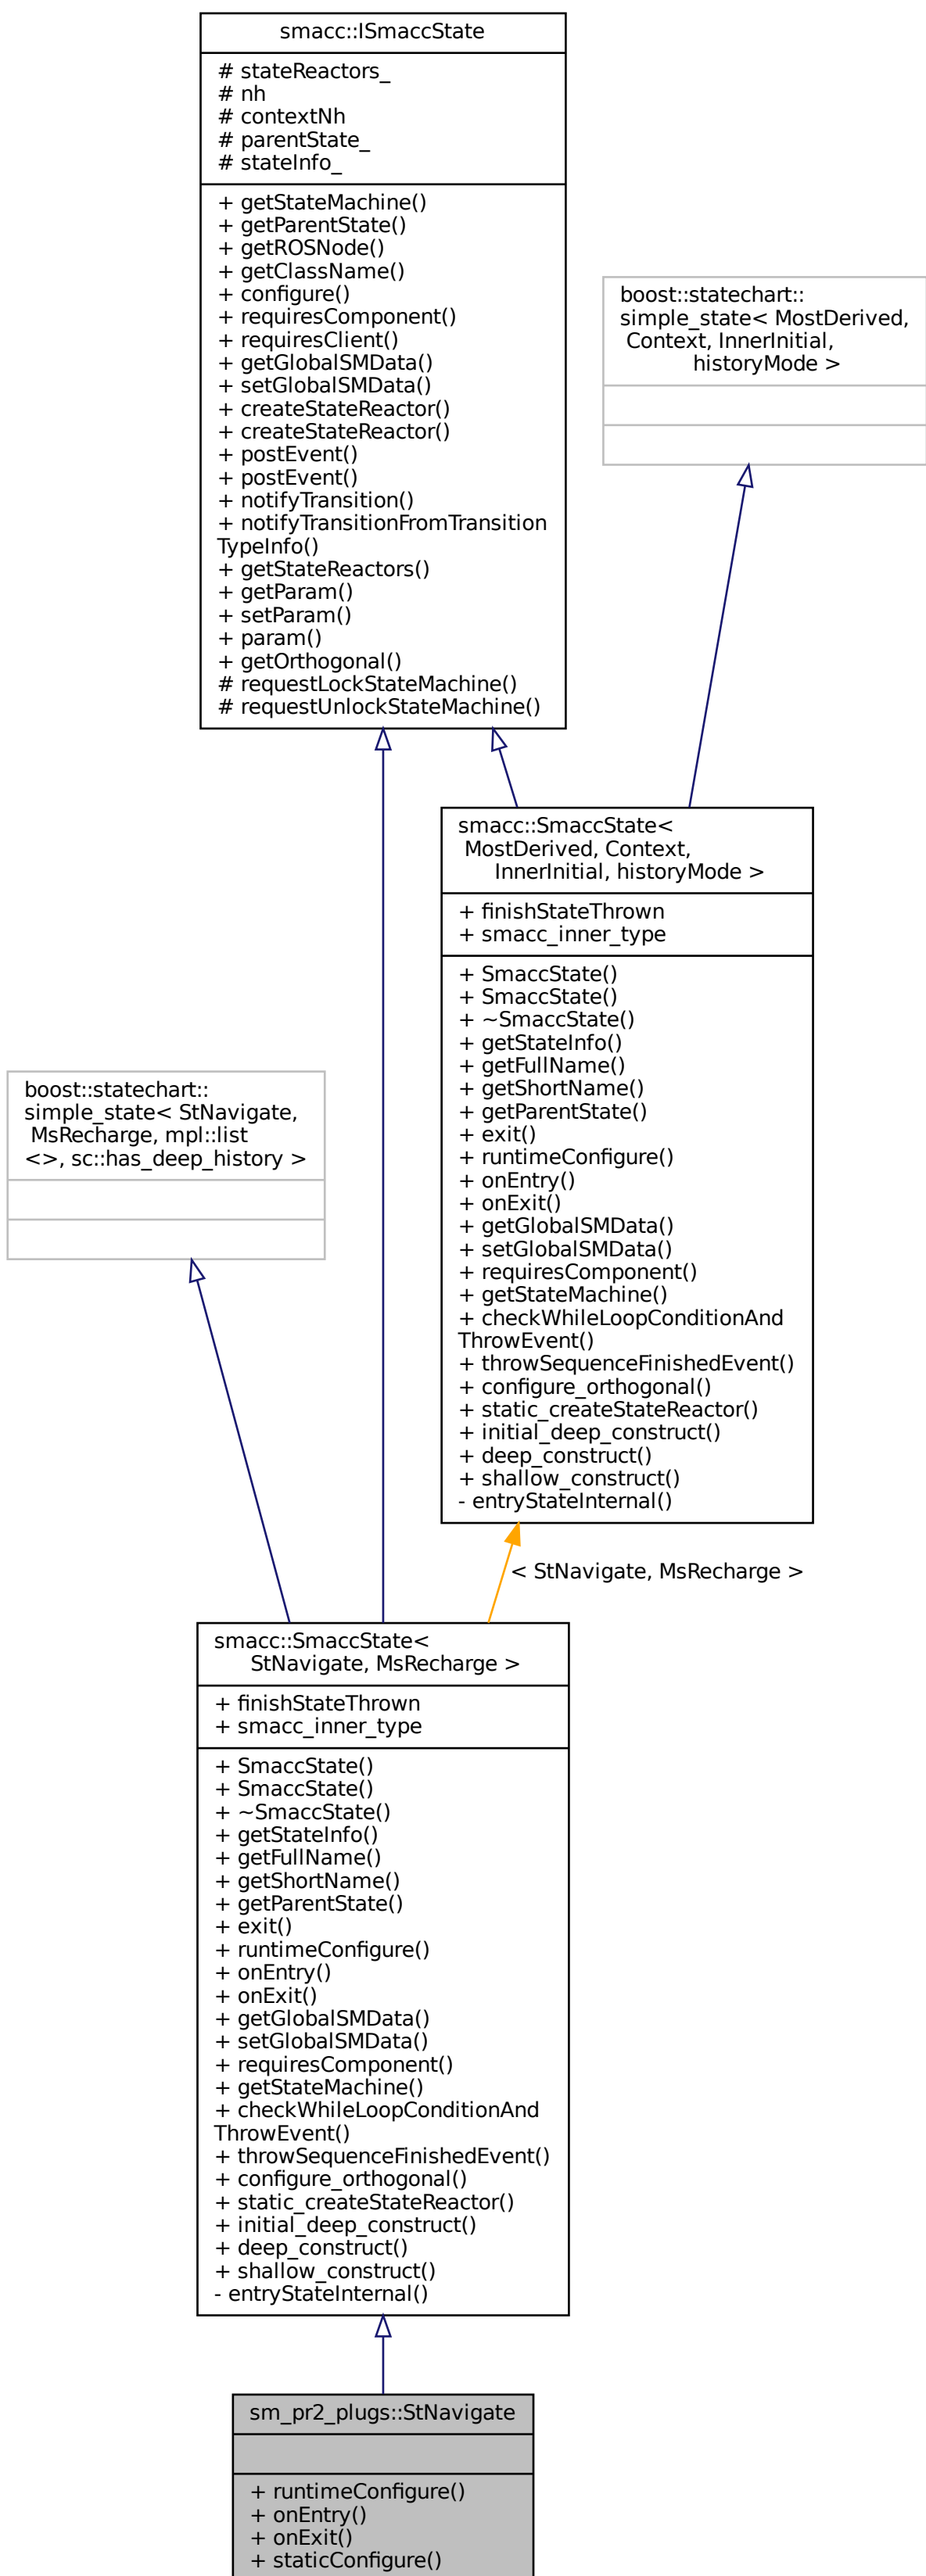 smacc::ISmaccState
# stateReactors_
# nh
# contextNh
# parentState_
# stateInfo_
+ getStateMachine()
+ getParentState()
+ getROSNode()
+ getClassName()
+ configure()
+ requiresComponent()
+ requiresClient()
+ getGlobalSMData()
+ setGlobalSMData()
+ createStateReactor()
+ createStateReactor()
+ postEvent()
+ postEvent()
+ notifyTransition()
+ notifyTransitionFromTransition
TypeInfo()
+ getStateReactors()
+ getParam()
+ setParam()
+ param()
+ getOrthogonal()
# requestLockStateMachine()
# requestUnlockStateMachine()
boost::statechart::
simple_state< MostDerived,
Context, InnerInitial,
historyMode >
smacc::SmaccState<
MostDerived, Context,
InnerInitial, historyMode >
+ finishStateThrown
+ smacc_inner_type
+ SmaccState()
+ SmaccState()
+ ~SmaccState()
+ getStateInfo()
+ getFullName()
+ getShortName()
+ getParentState()
+ exit()
+ runtimeConfigure()
+ onEntry()
+ onExit()
+ getGlobalSMData()
+ setGlobalSMData()
+ requiresComponent()
+ getStateMachine()
+ checkWhileLoopConditionAnd
ThrowEvent()
+ throwSequenceFinishedEvent()
+ configure_orthogonal()
+ static_createStateReactor()
+ initial_deep_construct()
+ deep_construct()
+ shallow_construct()
- entryStateInternal()
boost::statechart::
simple_state< StNavigate,
MsRecharge, mpl::list
<>, sc::has_deep_history >
< StNavigate, MsRecharge >
smacc::SmaccState<
StNavigate, MsRecharge >
+ finishStateThrown
+ smacc_inner_type
+ SmaccState()
+ SmaccState()
+ ~SmaccState()
+ getStateInfo()
+ getFullName()
+ getShortName()
+ getParentState()
+ exit()
+ runtimeConfigure()
+ onEntry()
+ onExit()
+ getGlobalSMData()
+ setGlobalSMData()
+ requiresComponent()
+ getStateMachine()
+ checkWhileLoopConditionAnd
ThrowEvent()
+ throwSequenceFinishedEvent()
+ configure_orthogonal()
+ static_createStateReactor()
+ initial_deep_construct()
+ deep_construct()
+ shallow_construct()
- entryStateInternal()
sm_pr2_plugs::StNavigate
+ runtimeConfigure()
+ onEntry()
+ onExit()
+ staticConfigure()